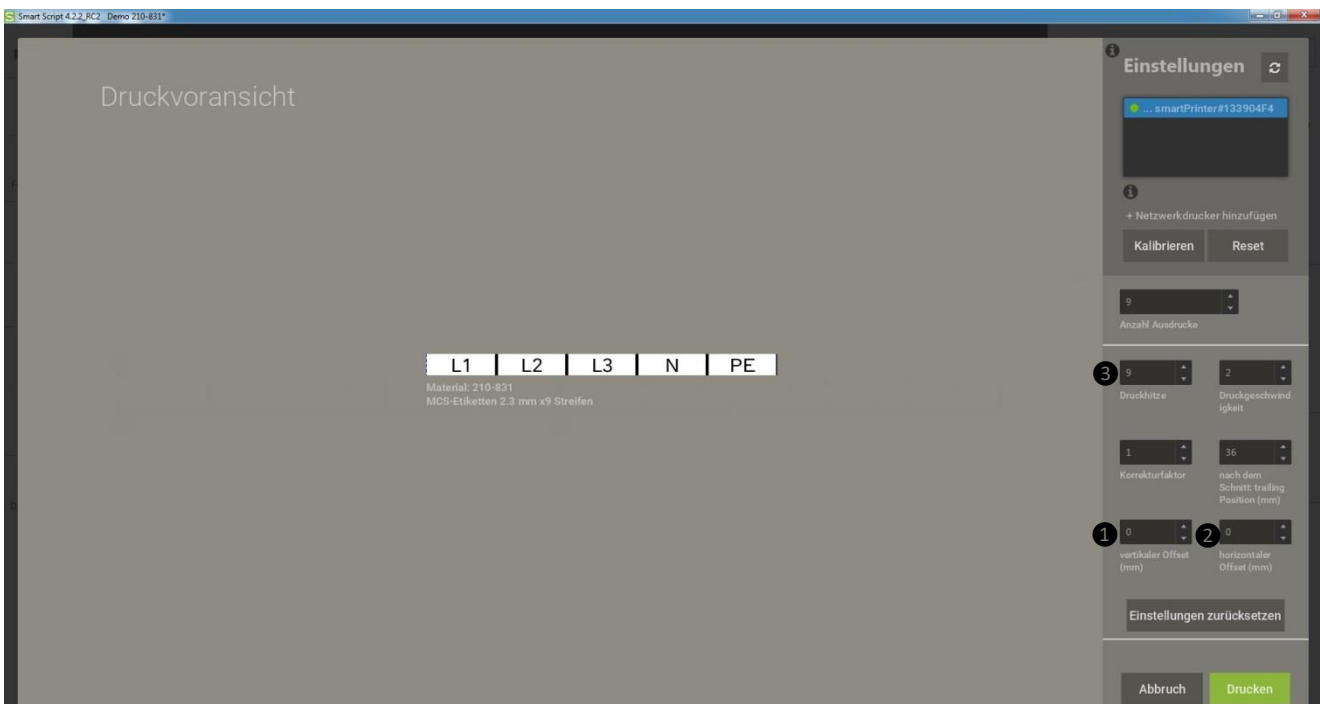 Smart Script 4.2.2_RC2 Demo 210-831*
Druckvoransicht
Einstellungen
... smartPrinter#133904F4
+ Netzwerkdrucker hinzufügen
Kalibrieren Reset
9
Anzahl Ausdrucke
L1 L2 L3 N PE
Material: 210-831
MCS-Etiketten 2.3 mm x9 Streifen
3 9 2
Druckhitze Druckgeschwind
igkeit
1 36
Korrekturfaktor nach dem
Schnitt: trailing
Position (mm)
1 0 2 0
vertikaler Offset horizontaler
(mm) Offset (mm)
Einstellungen zurücksetzen
Abbruch Drucken